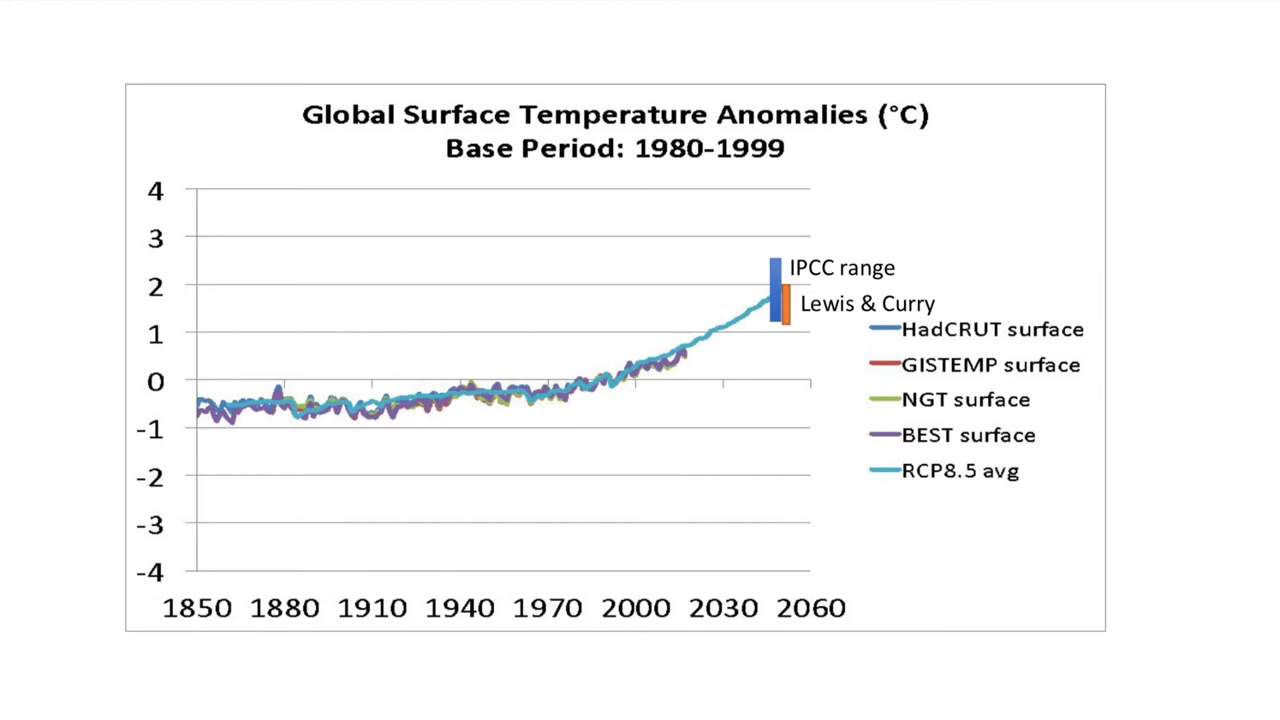 Global Surface Temperature Anomalies (°C)
Base Period: 1980-1999
4
3
2
1
0
-1
-2
-3
-4
1850 1880 1910 1940 1970 2000 2030 2060
IPCC range
Lewis & Curry
HadCRUT surface
GISTEMP surface
NGT surface
BEST surface
RCP8.5 avg